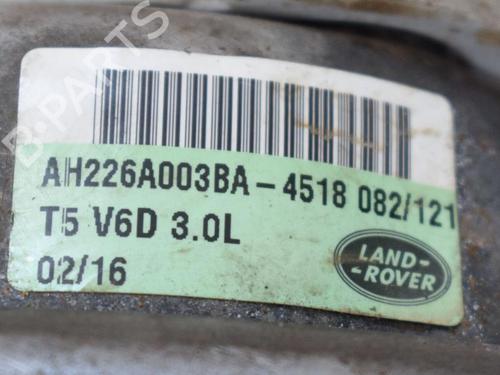 B-PARTS
AH226A003BA-4518 082/121
T5 V6D 3.0L
02/16
LAND-
-ROVER